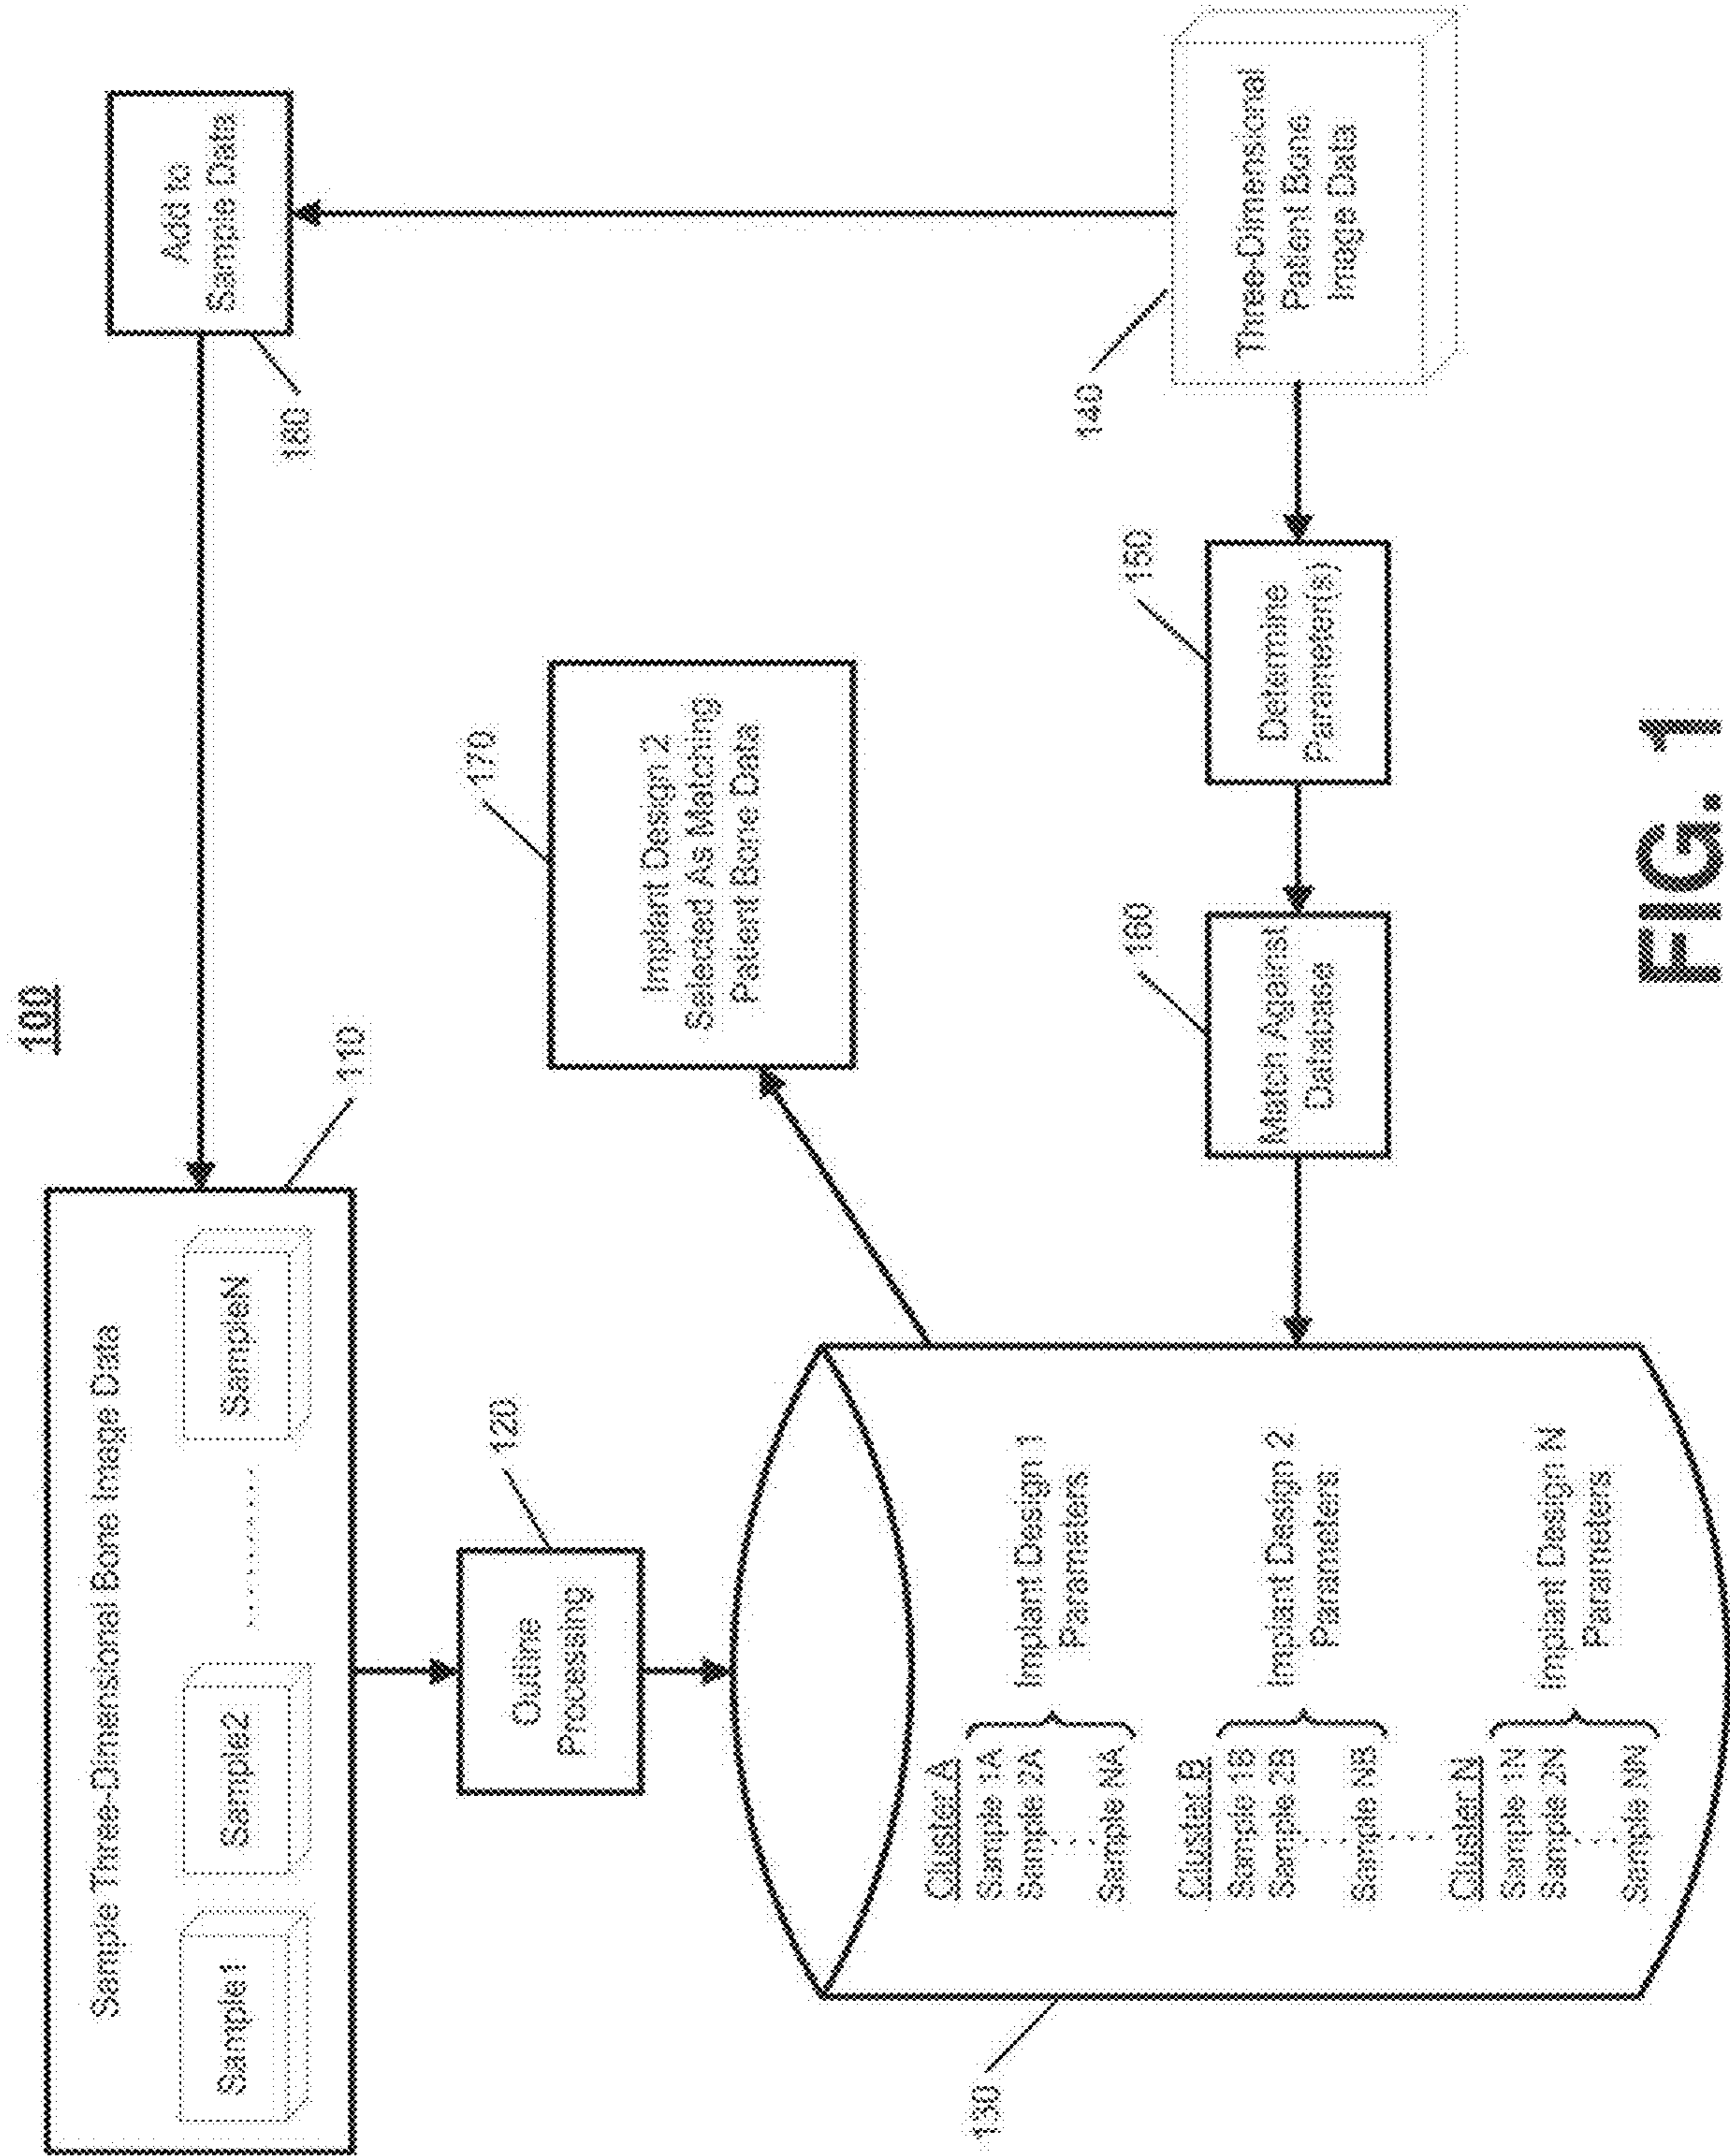 100
Sample Three-Dimensional Bone Image Data
Sample1
Sample2
..........
SampleN
110
Add to
Sample Data
180
Outline
Processing
120
Implant Design 2
Selected As Matching
Patient Bone Data
170
130
Cluster A
Sample 1A
Sample 2A
Sample NA
Implant Design 1
Parameters
Cluster B
Sample 1B
Sample 2B
Sample NB
Implant Design 2
Parameters
Cluster N
Sample 1N
Sample 2N
Sample NN
Implant Design N
Parameters
Match Against
Database
160
Determine
Parameter(s)
150
Three-Dimensional
Patient Bone
Image Data
140
FIG. 1